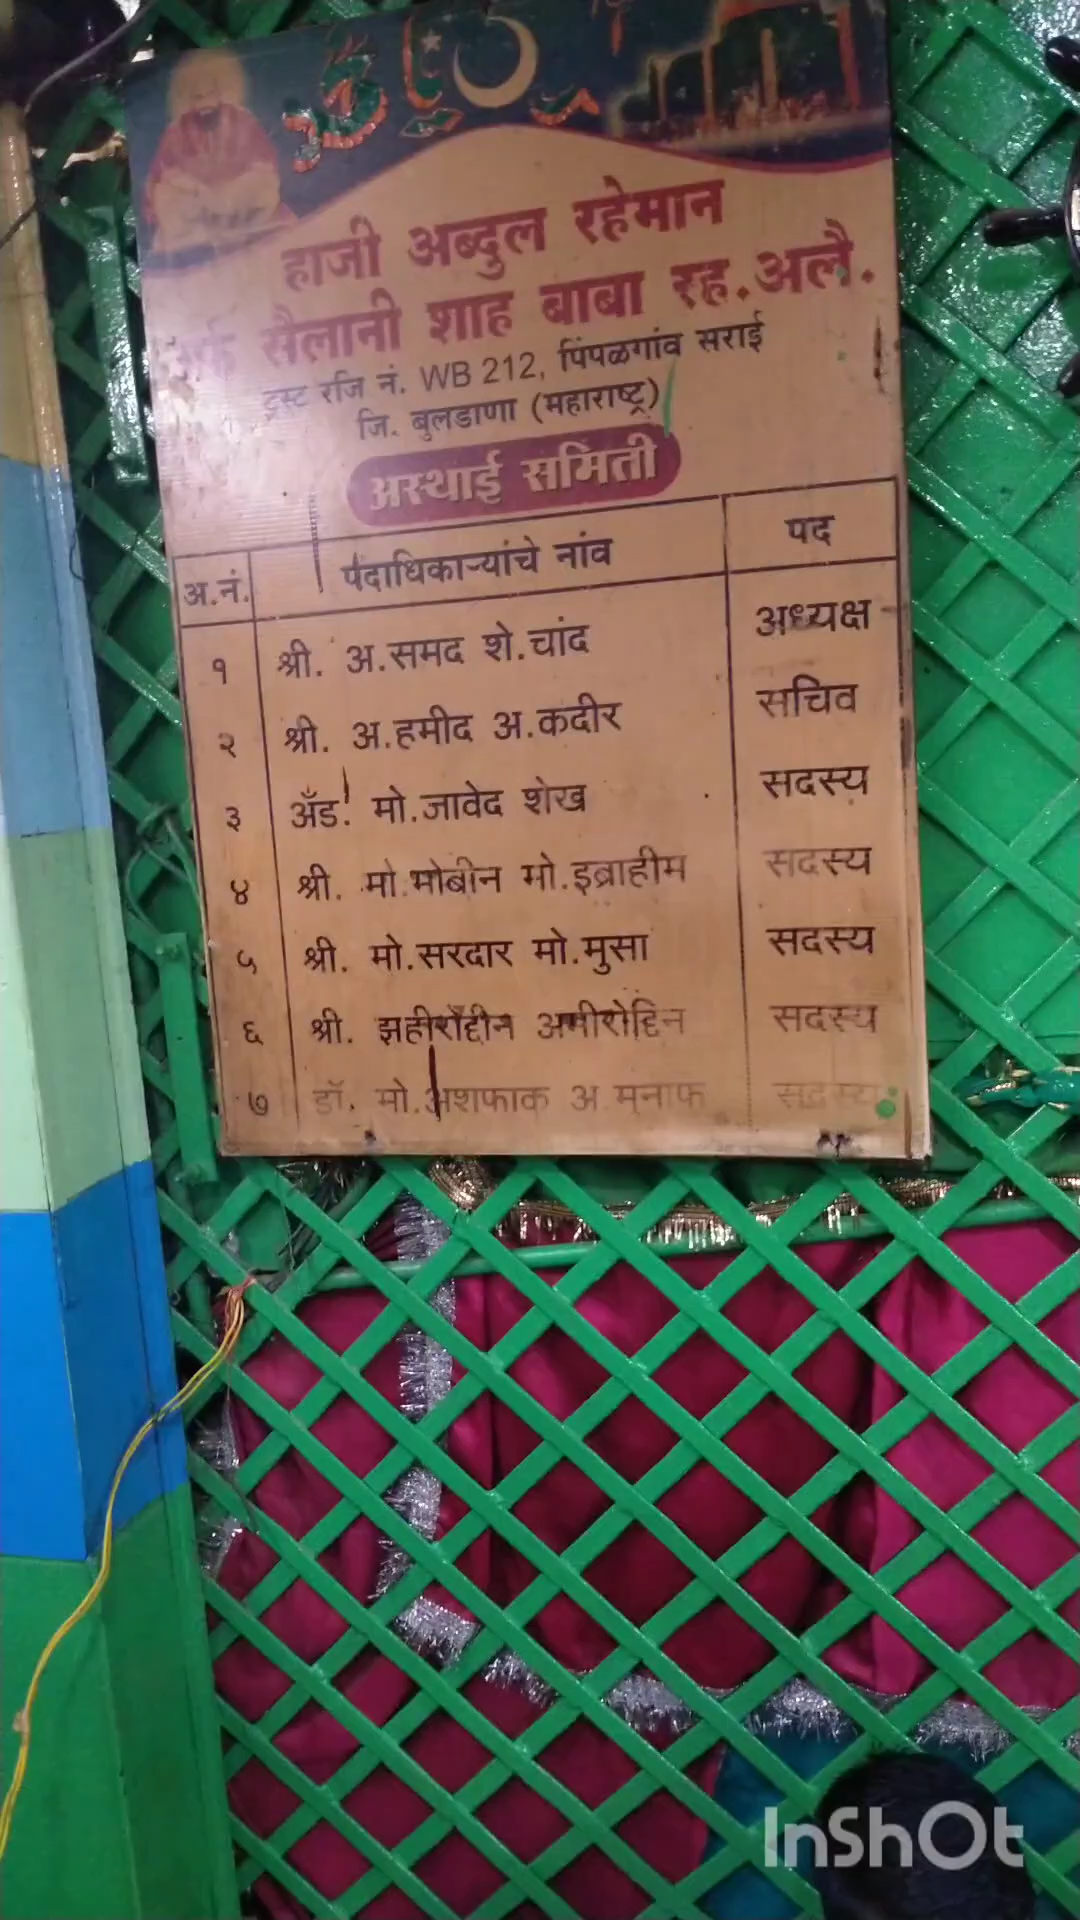 हाजी अब्दुल रहेमान
उर्फ सैलानी शाह बाबा रह.अलै.
ट्रस्ट रजि नं. WB 212, पिंपळगांव सराई
जि. बुलडाणा (महाराष्ट्र)
अस्थाई समिती
अ.नं. पदाधिकाऱ्यांचे नांव पद
१ श्री. अ.समद शे.चांद अध्यक्ष
२ श्री. अ.हमीद अ.कदीर सचिव
३ अँड. मो.जावेद शेख सदस्य
४ श्री. मो.मोबीन मो.इब्राहीम सदस्य
५ श्री. मो.सरदार मो.मुसा सदस्य
६ श्री. झहीरोद्दीन अमीरोद्दिन सदस्य
७ डॉ. मो.अशफाक अ.मनाफ सदस्य
InShOt